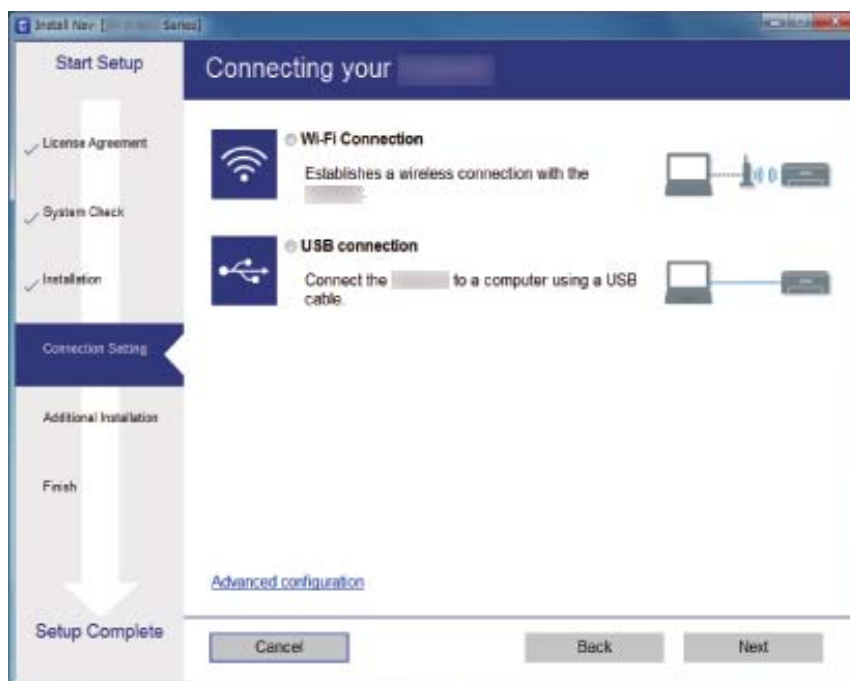 Install Nav [ Series]
Start Setup
License Agreement
System Check
Installation
Connection Setting
Additional Installation
Finish
Setup Complete
Connecting your
Wi-Fi Connection
Establishes a wireless connection with the
.
USB connection
Connect the to a computer using a USB
cable.
Advanced configuration
Cancel
Back
Next